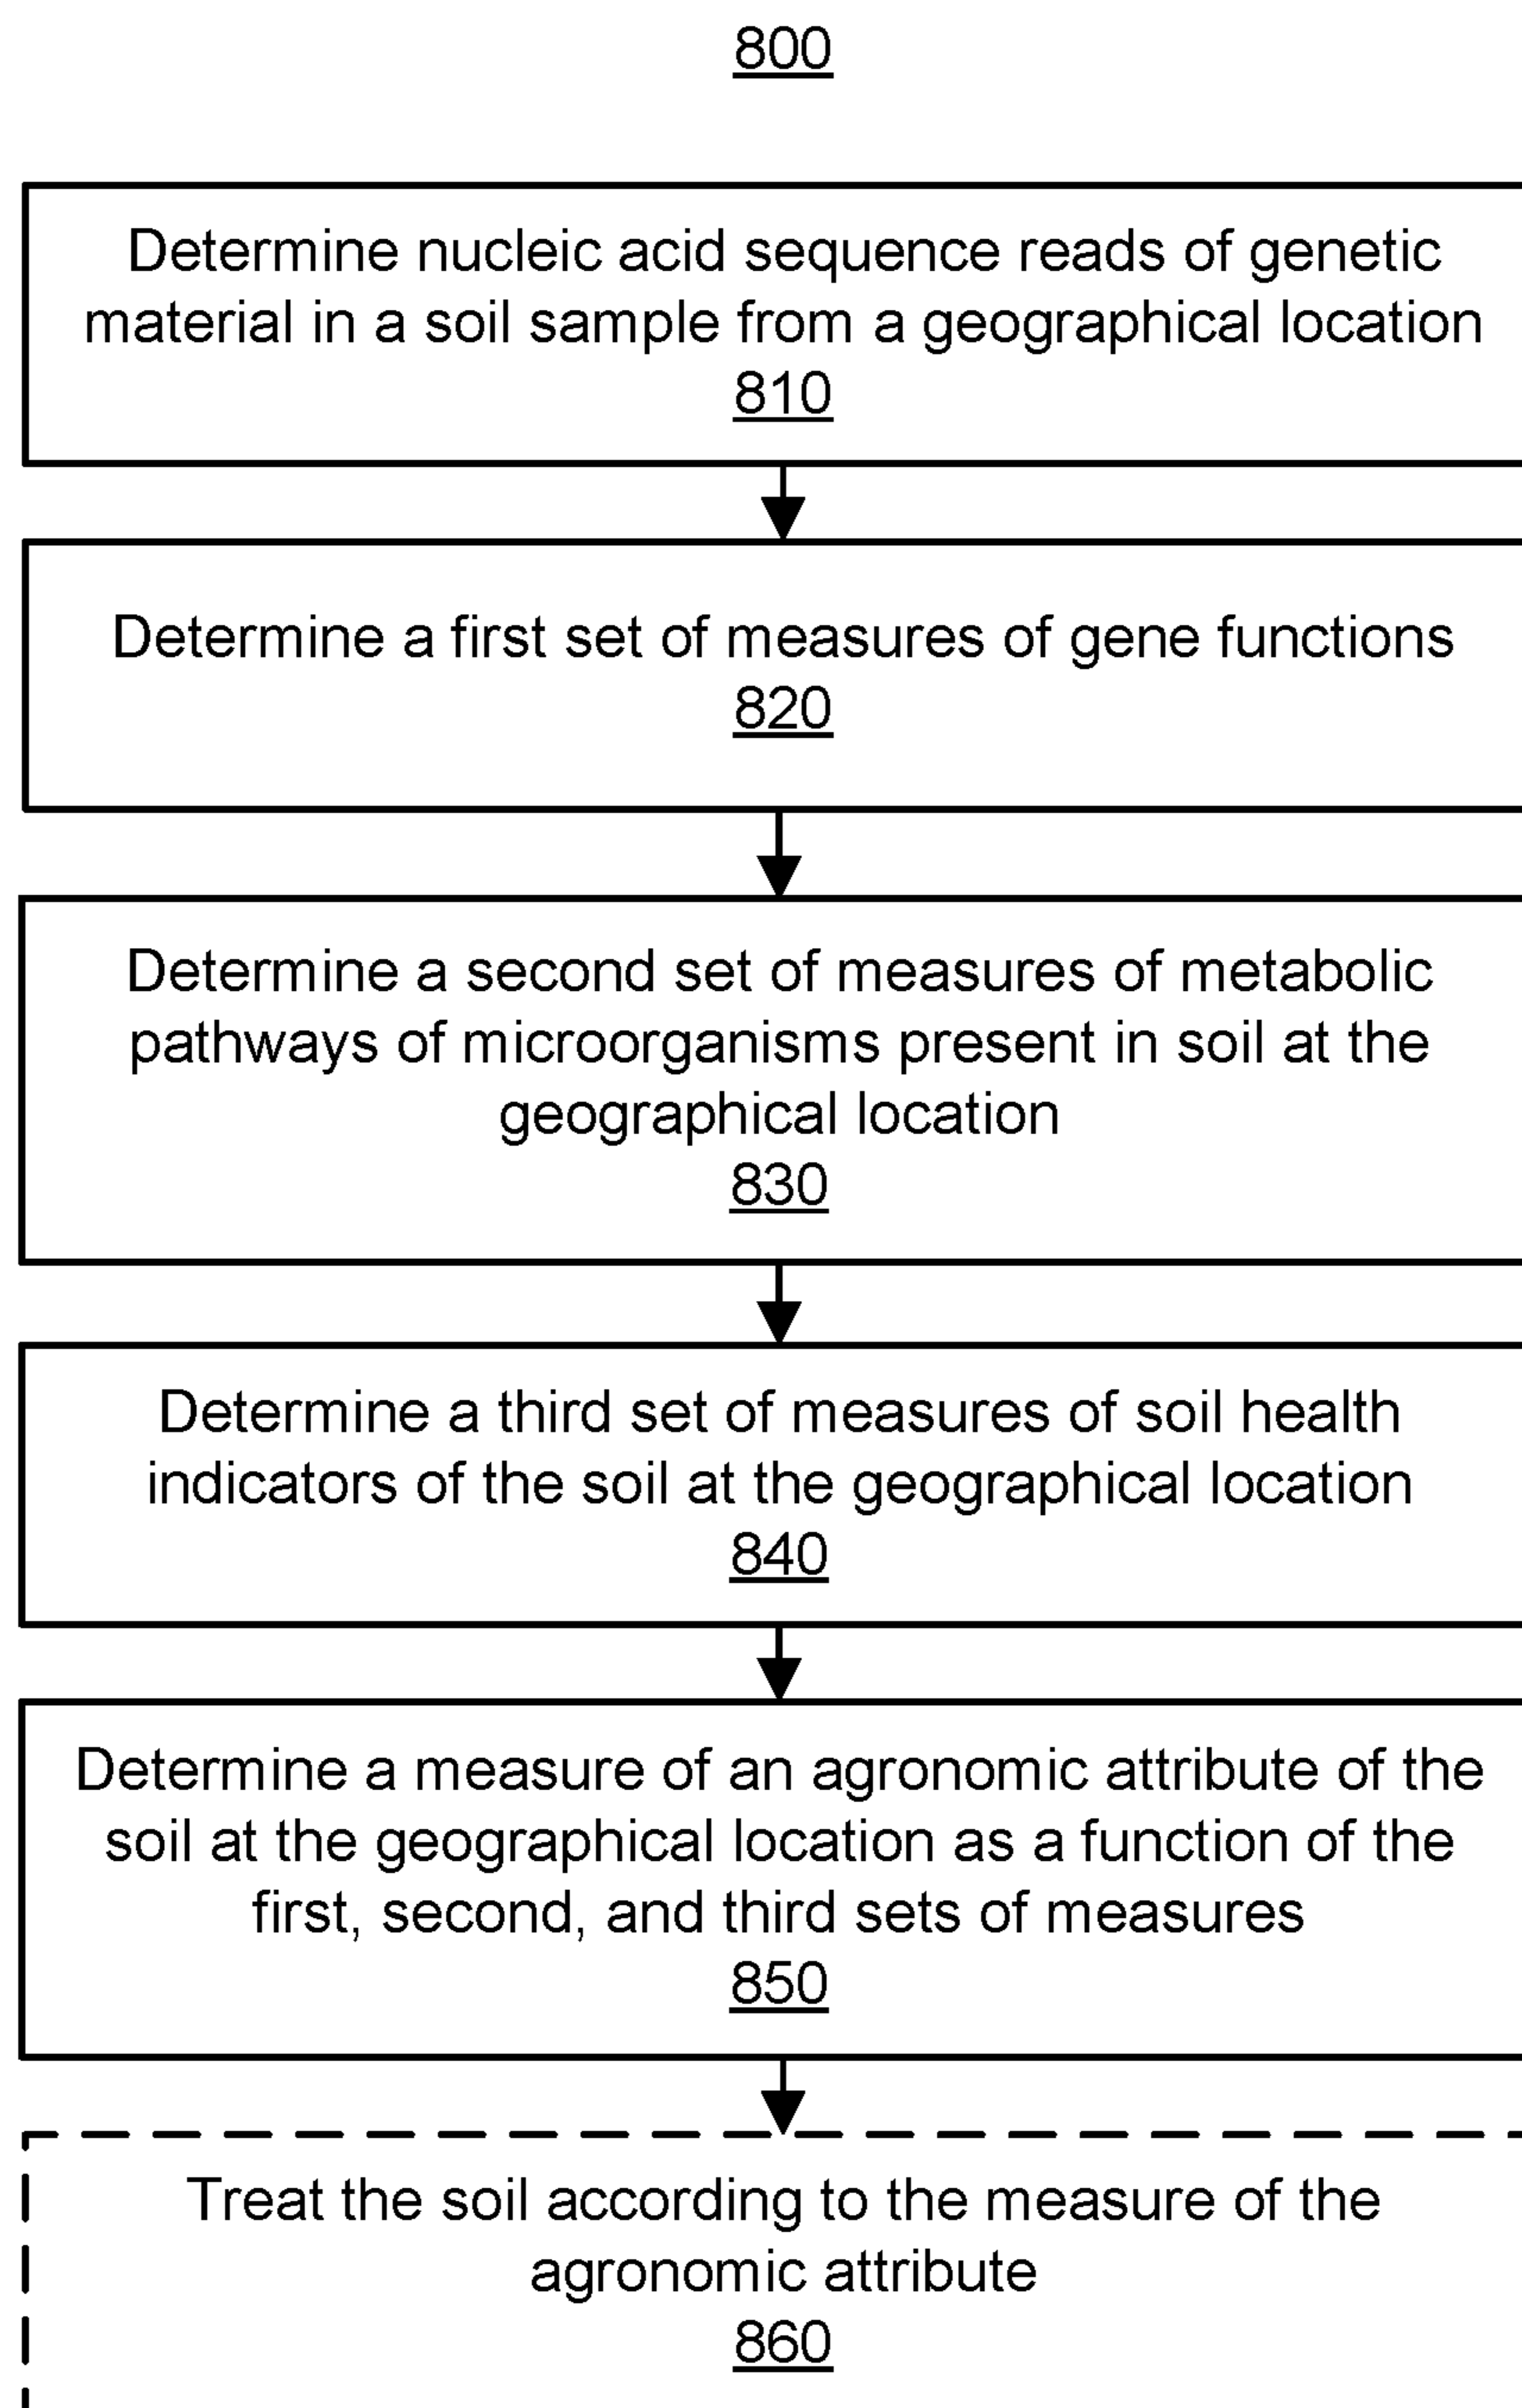 800
Determine nucleic acid sequence reads of genetic
material in a soil sample from a geographical location
810
Determine a first set of measures of gene functions
820
Determine a second set of measures of metabolic
pathways of microorganisms present in soil at the
geographical location
830
Determine a third set of measures of soil health
indicators of the soil at the geographical location
840
Determine a measure of an agronomic attribute of the
soil at the geographical location as a function of the
first, second, and third sets of measures
850
Treat the soil according to the measure of the
agronomic attribute
860